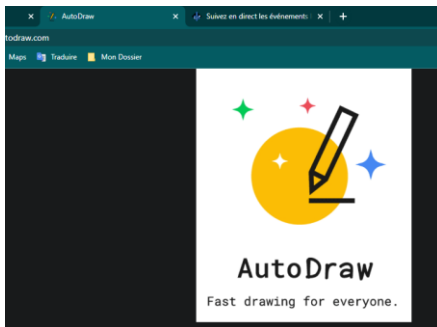 AutoDraw
Suivez en direct les événements
todraw.com
Maps Traduire Mon Dossier
AutoDraw
Fast drawing for everyone.